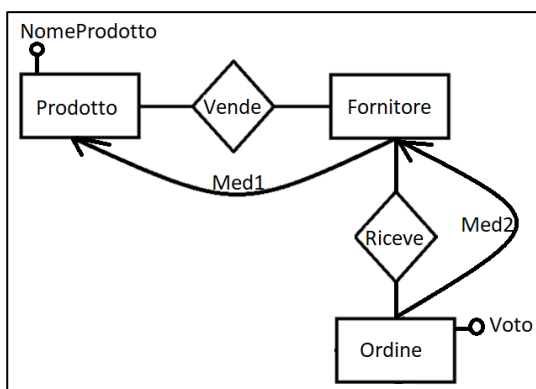 NomeProdotto
Prodotto
Vende
Fornitore
Med1
Riceve
Med2
Voto
Ordine